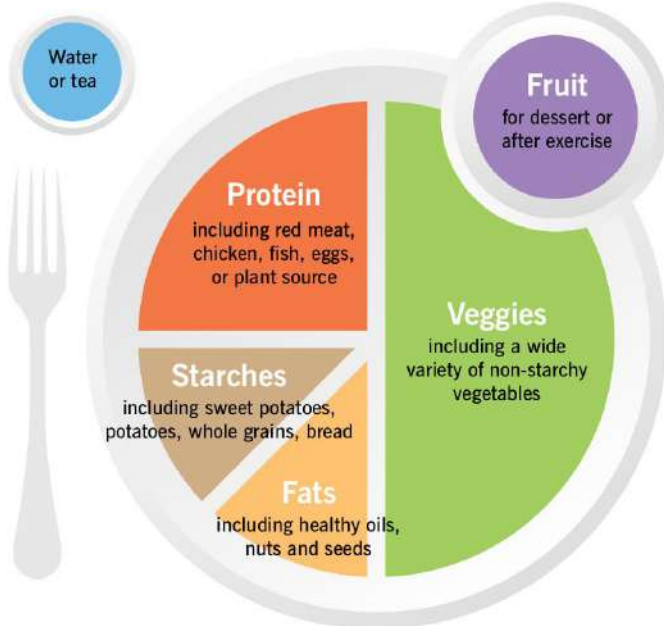 Water
or tea
Fruit
for dessert or
after exercise
Protein
including red meat,
chicken, fish, eggs,
or plant source
Veggies
including a wide
variety of non-starchy
vegetables
Starches
including sweet potatoes,
potatoes, whole grains, bread
Fats
including healthy oils,
nuts and seeds